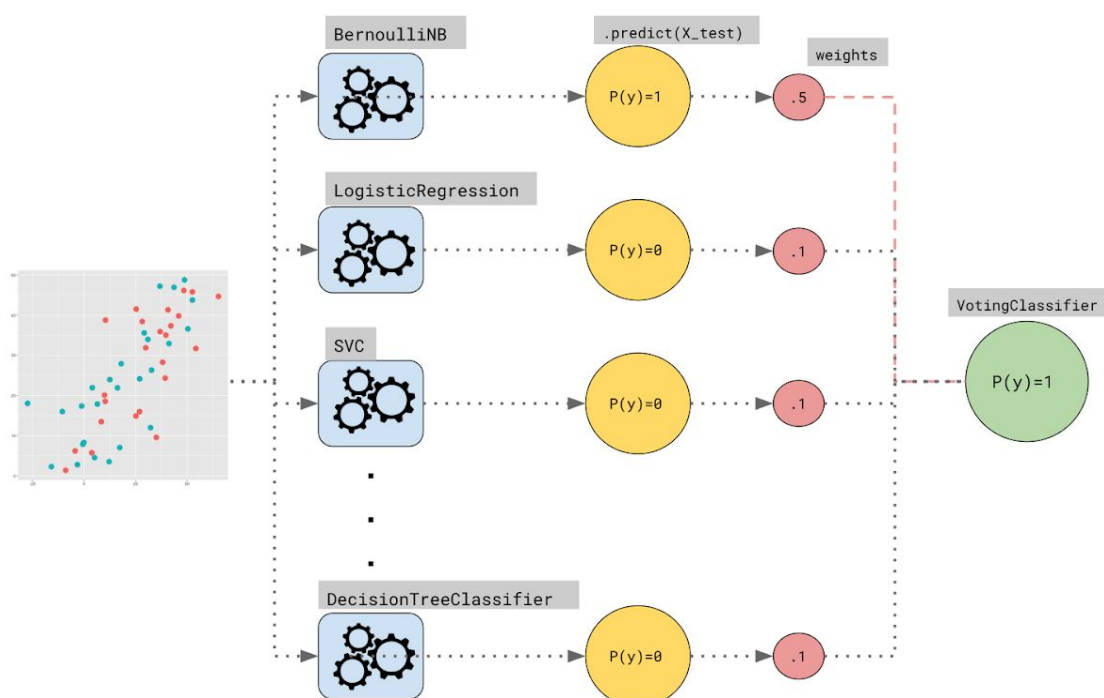 BernoulliNB
.predict(X_test)
weights
P(y)=1
.5
LogisticRegression
P(y)=0
.1
VotingClassifier
P(y)=1
SVC
P(y)=0
.1
DecisionTreeClassifier
P(y)=0
.1